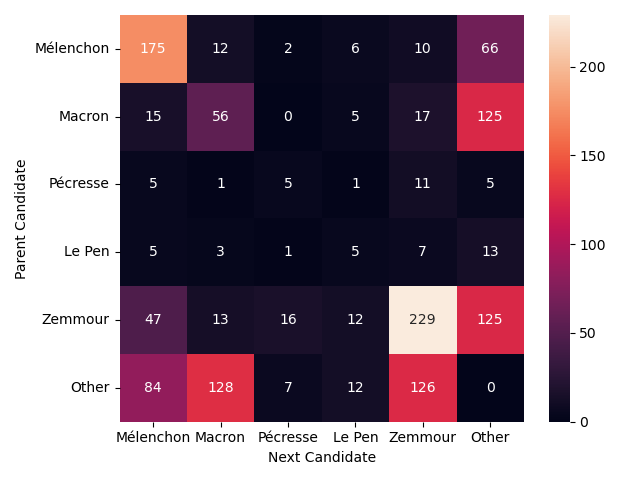 Mélenchon 175 12 2 6 10 66
Macron 15 56 0 5 17 125
Pécresse 5 1 5 1 11 5
Le Pen 5 3 1 5 7 13
Zemmour 47 13 16 12 229 125
Other 84 128 7 12 126 0
Mélenchon Macron Pécresse Le Pen Zemmour Other
Next Candidate
Parent Candidate
200
150
100
50
0